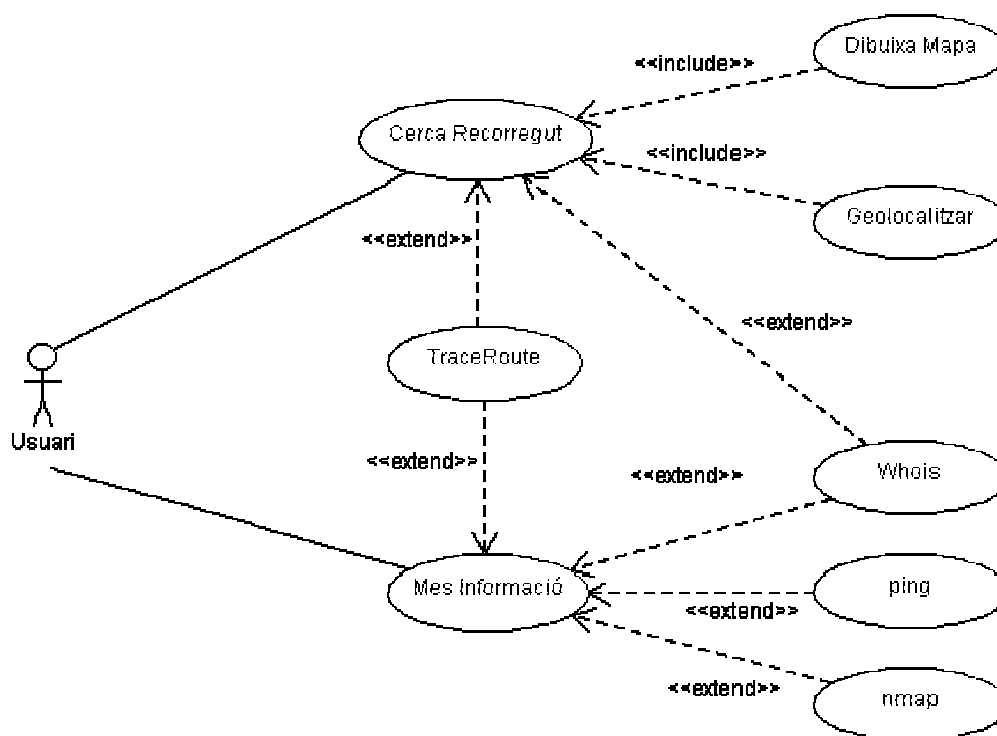 Dibuixa Mapa
<<include>>
Cerca Recorregut
<<include>>
Geolocalitzar
<<extend>>
<<extend>>
TraceRoute
Usuari
<<extend>>
<<extend>>
Whois
Mes Informació
ping
<<extend>>
<<extend>>
nmap